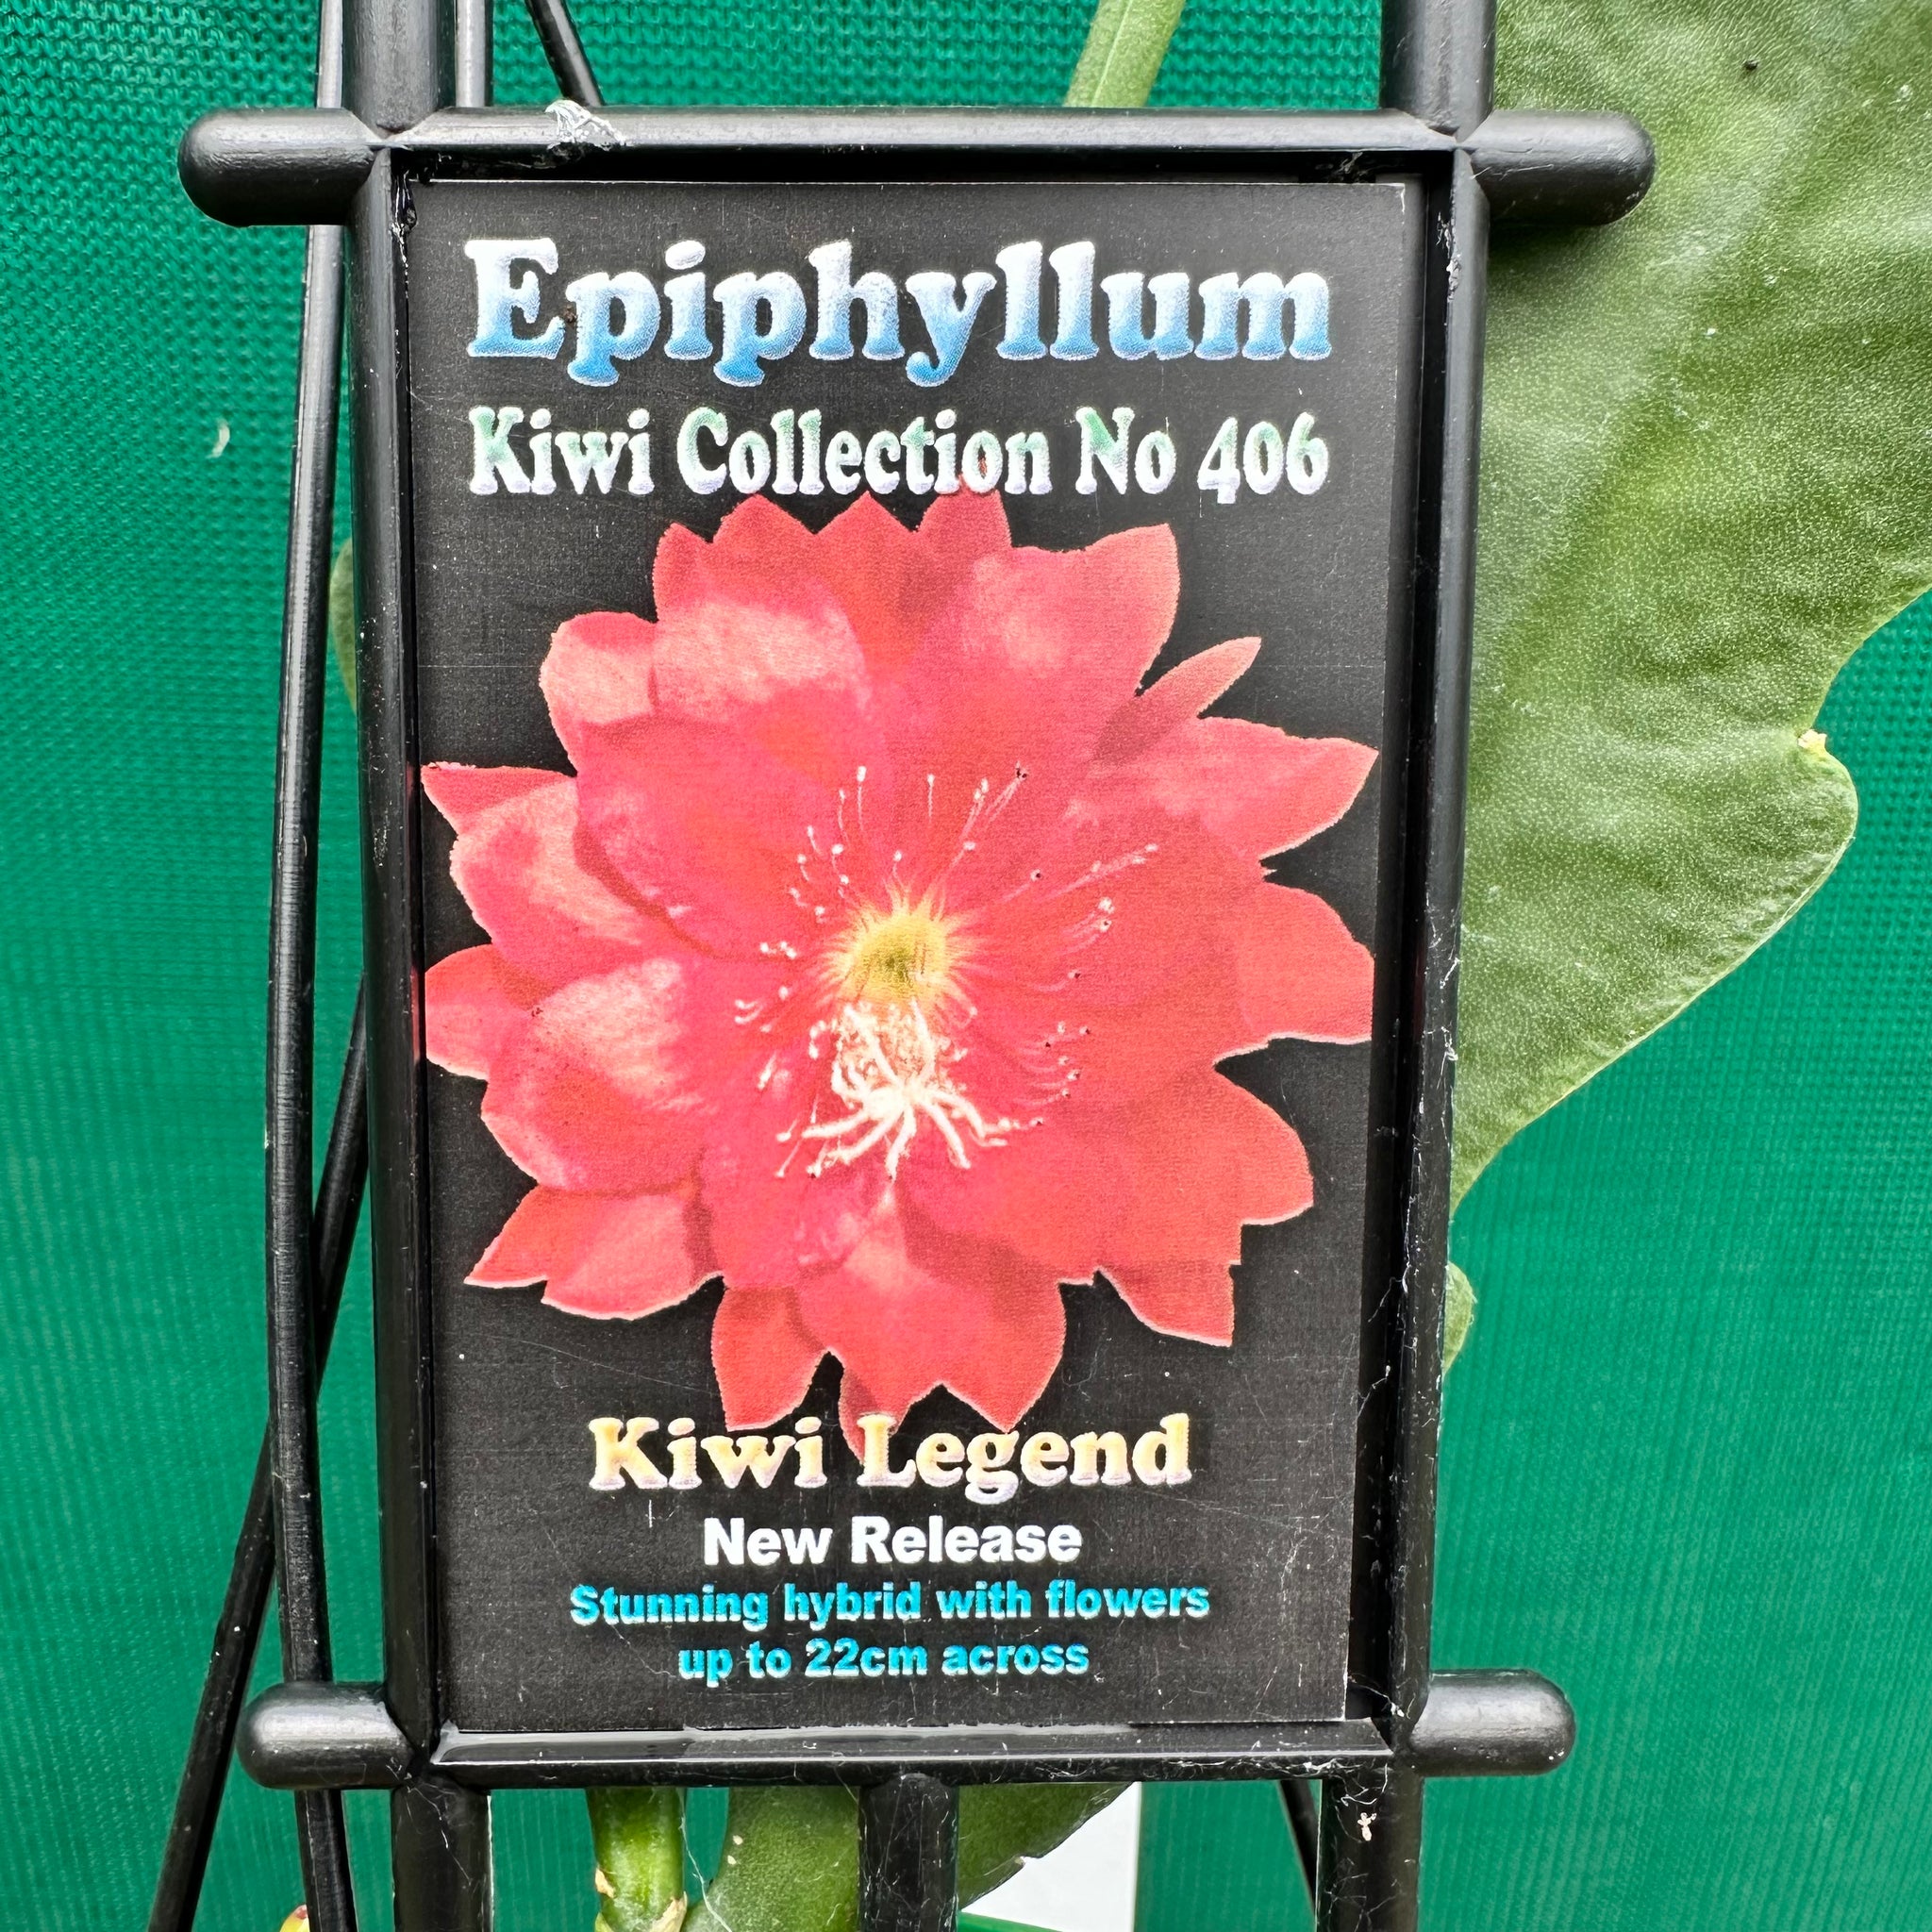 Epiphyllum
Kiwi Collection No 406
Kiwi Legend
New Release
Stunning hybrid with flowers
up to 22cm across